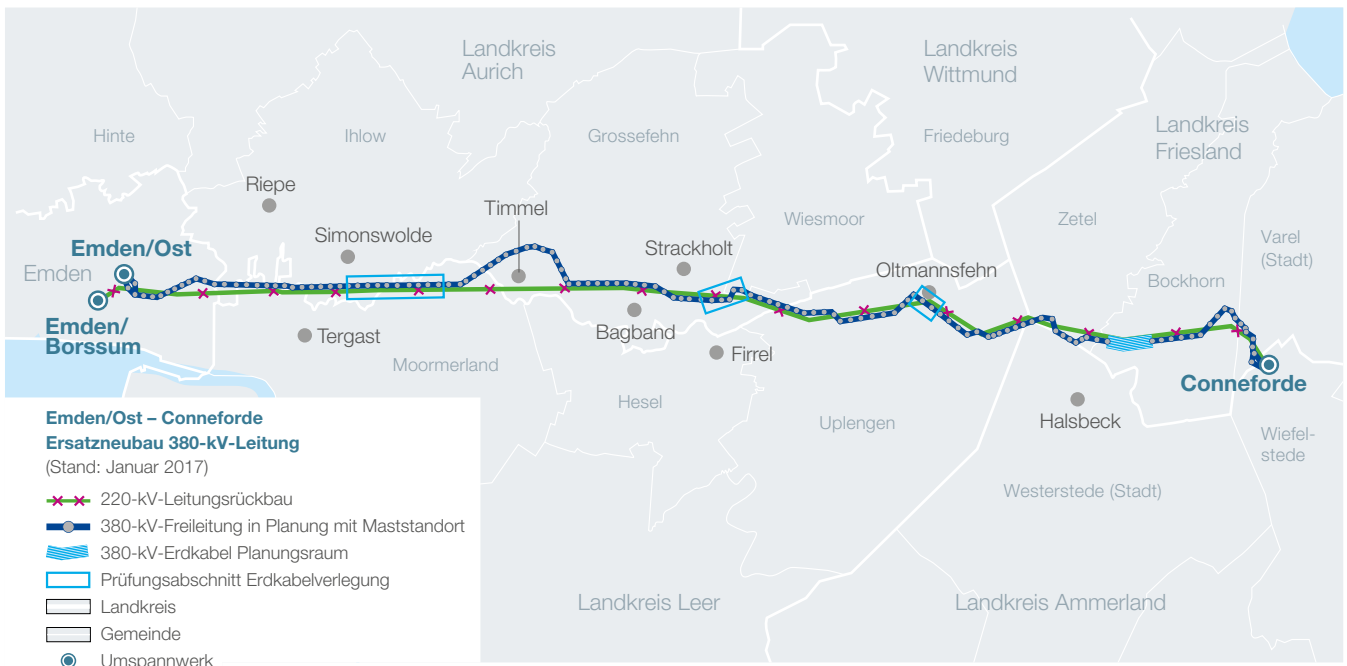 Landkreis
Aurich
Landkreis
Wittmund
Landkreis
Friesland
Hinte
Ihlow
Grossefehn
Friedeburg
Riepe
Timmel
Wiesmoor
Zetel
Varel
(Stadt)
Simonswolde
Strackholt
Emden/Ost
Emden
Oltmannsfehn
Bockhorn
Emden/
Borssum
Tergast
Bagband
Firrel
Moormerland
Conneforde
Hesel
Uplengen
Halsbeck
Wiefel-
stede
Westerstede (Stadt)
Landkreis Leer
Landkreis Ammerland
Emden/Ost – Conneforde
Ersatzneubau 380-kV-Leitung
(Stand: Januar 2017)
220-kV-Leitungsrückbau
380-kV-Freileitung in Planung mit Maststandort
380-kV-Erdkabel Planungsraum
Prüfungsabschnitt Erdkabelverlegung
Landkreis
Gemeinde
Umspannwerk